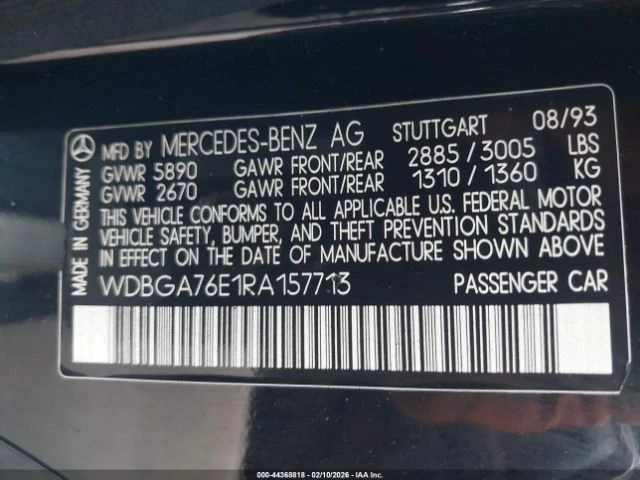 MADE IN GERMANY
MFD BY MERCEDES-BENZ AG STUTTGART 08/93
GVWR 5890 GAWR FRONT/REAR 2885 / 3005 LBS
GVWR 2670 GAWR FRONT/REAR 1310 / 1360 KG
THIS VEHICLE CONFORMS TO ALL APPLICABLE U.S. FEDERAL MOTOR
VEHICLE SAFETY, BUMPER, AND THEFT PREVENTION STANDARDS
IN EFFECT ON THE DATE OF MANUFACTURE SHOWN ABOVE.
WDBGA76E1RA157713 PASSENGER CAR
000-44368818 - 02/10/2026 - IAA Inc.